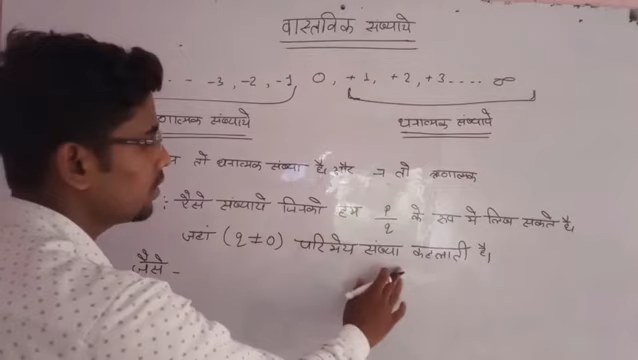 वास्तविक संख्याये
- - -3, -2, -1, 0, +1, +2, +3.... ∞
संख्याये धनात्मक संख्याये
तो धनात्मक संख्या है, और न तो ऋणात्मक
: ऐसे संख्याये जिनको हम p/q के रूप मे लिख सकते है,
जहां (q ≠ 0) परिमेय संख्या कहलाती है।
जैसे -